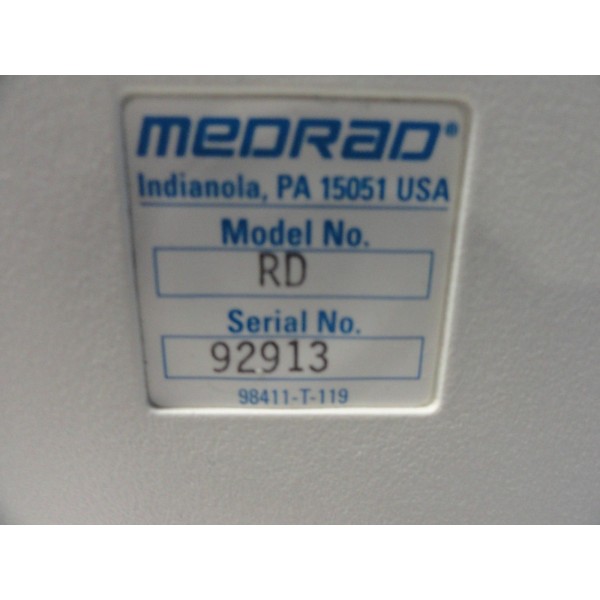 MEDRAD®
Indianola, PA 15051 USA
Model No.
RD
Serial No.
92913
98411-T-119